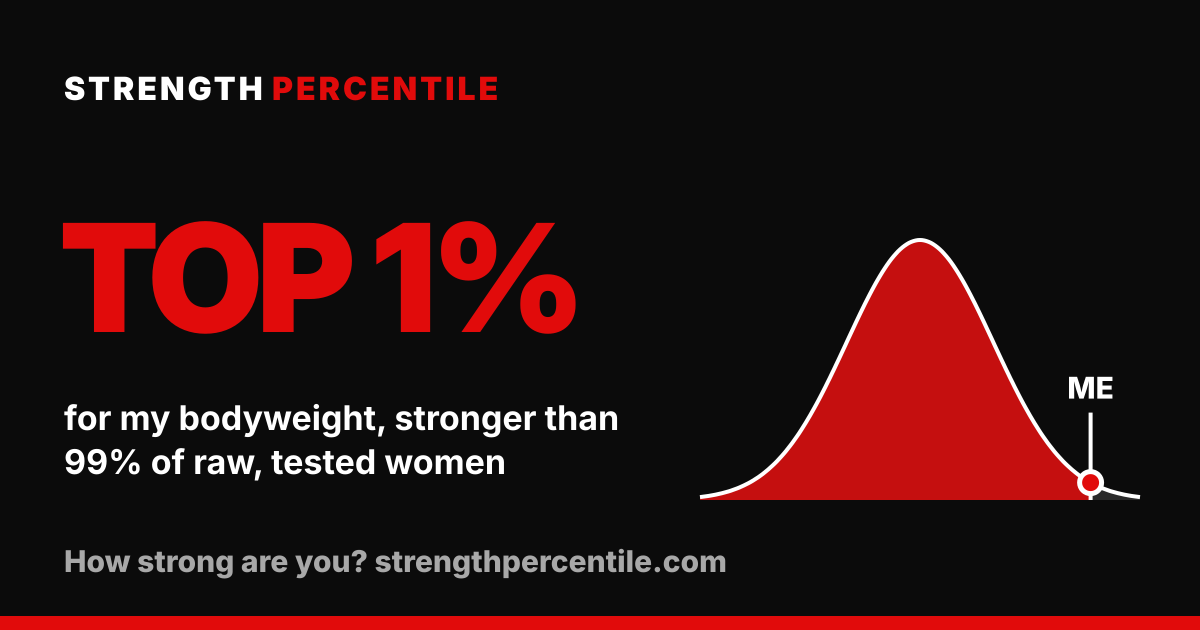 STRENGTH PERCENTILE
TOP 1%
for my bodyweight, stronger than
99% of raw, tested women
ME
How strong are you? strengthpercentile.com